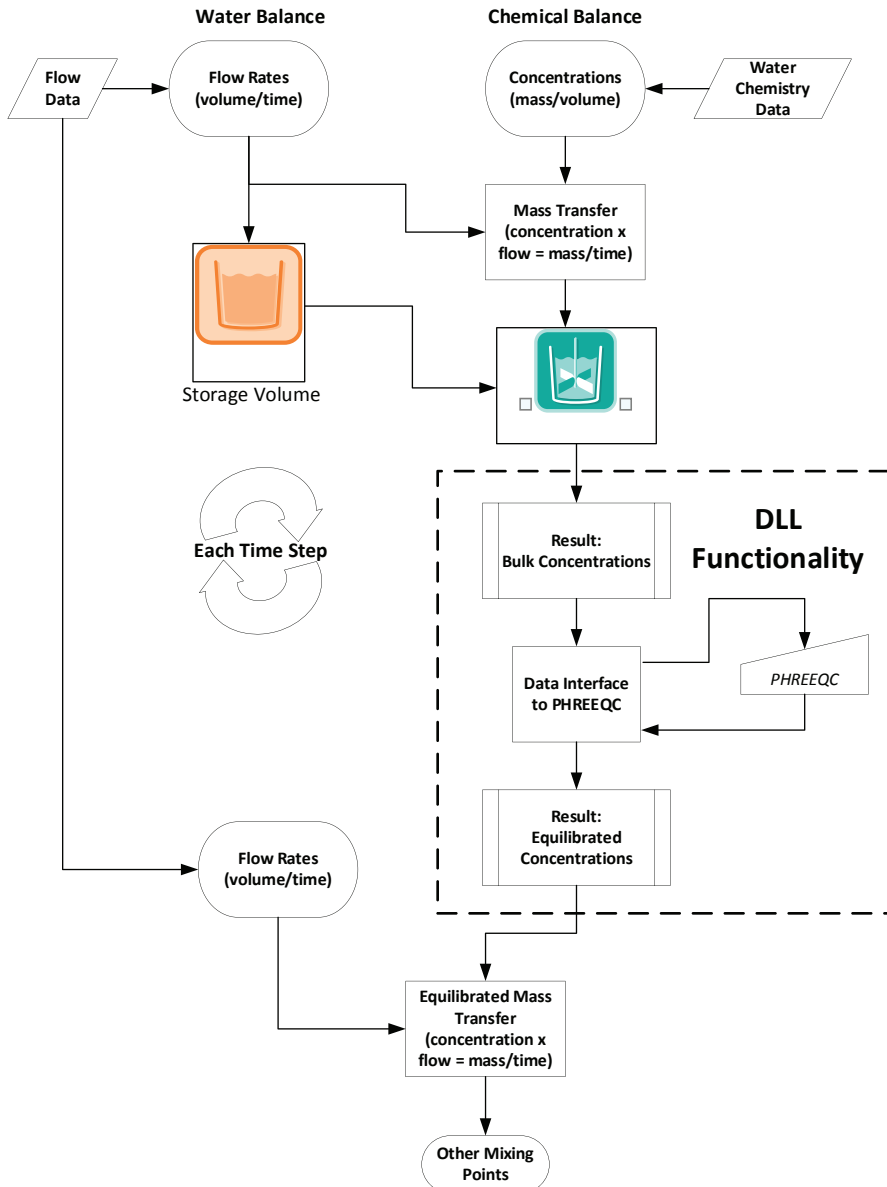 Water Balance
Chemical Balance
Flow
Data
Flow Rates
(volume/time)
Concentrations
(mass/volume)
Water
Chemistry
Data
Mass Transfer
(concentration x
flow = mass/time)
Storage Volume
Each Time Step
DLL
Functionality
Result:
Bulk Concentrations
Data Interface
to PHREEQC
PHREEQC
Result:
Equilibrated
Concentrations
Flow Rates
(volume/time)
Equilibrated Mass
Transfer
(concentration x
flow = mass/time)
Other Mixing
Points